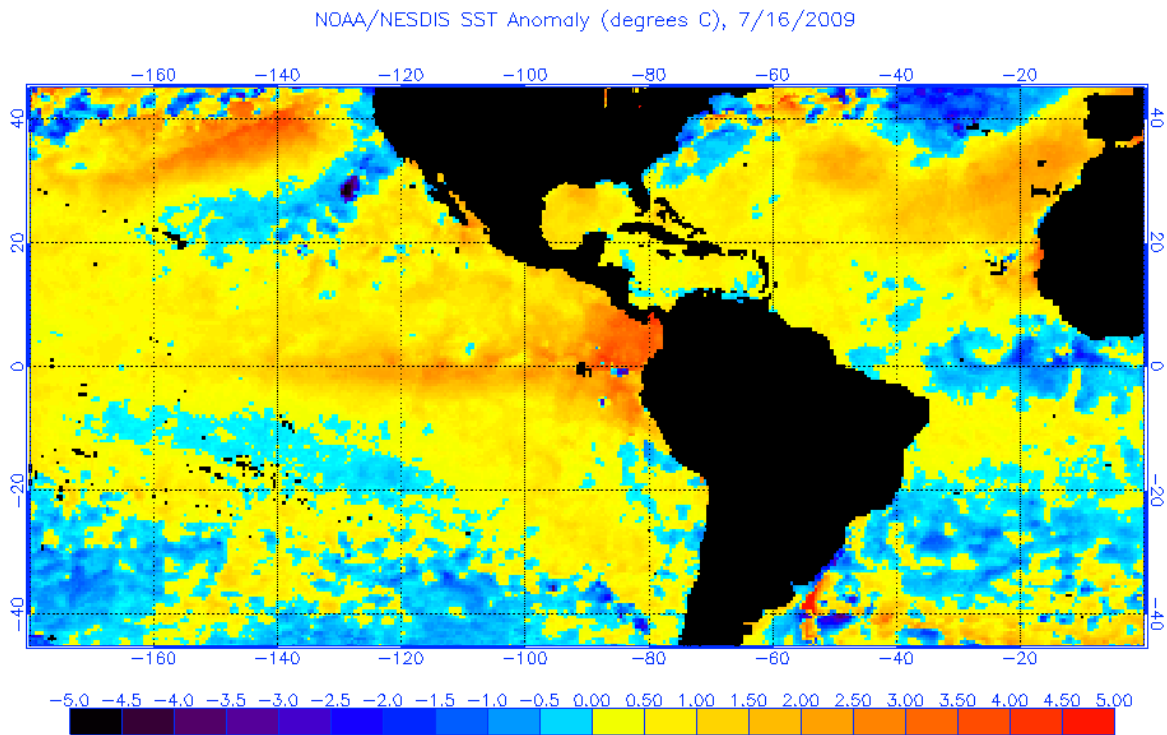 NOAA/NESDIS SST Anomaly (degrees C), 7/16/2009
-160 -140 -120 -100 -80 -60 -40 -20
40 40
20 20
0 0
-20 -20
-40 -40
-160 -140 -120 -100 -80 -60 -40 -20
-5.0 -4.5 -4.0 -3.5 -3.0 -2.5 -2.0 -1.5 -1.0 -0.5 0.00 0.50 1.00 1.50 2.00 2.50 3.00 3.50 4.00 4.50 5.00